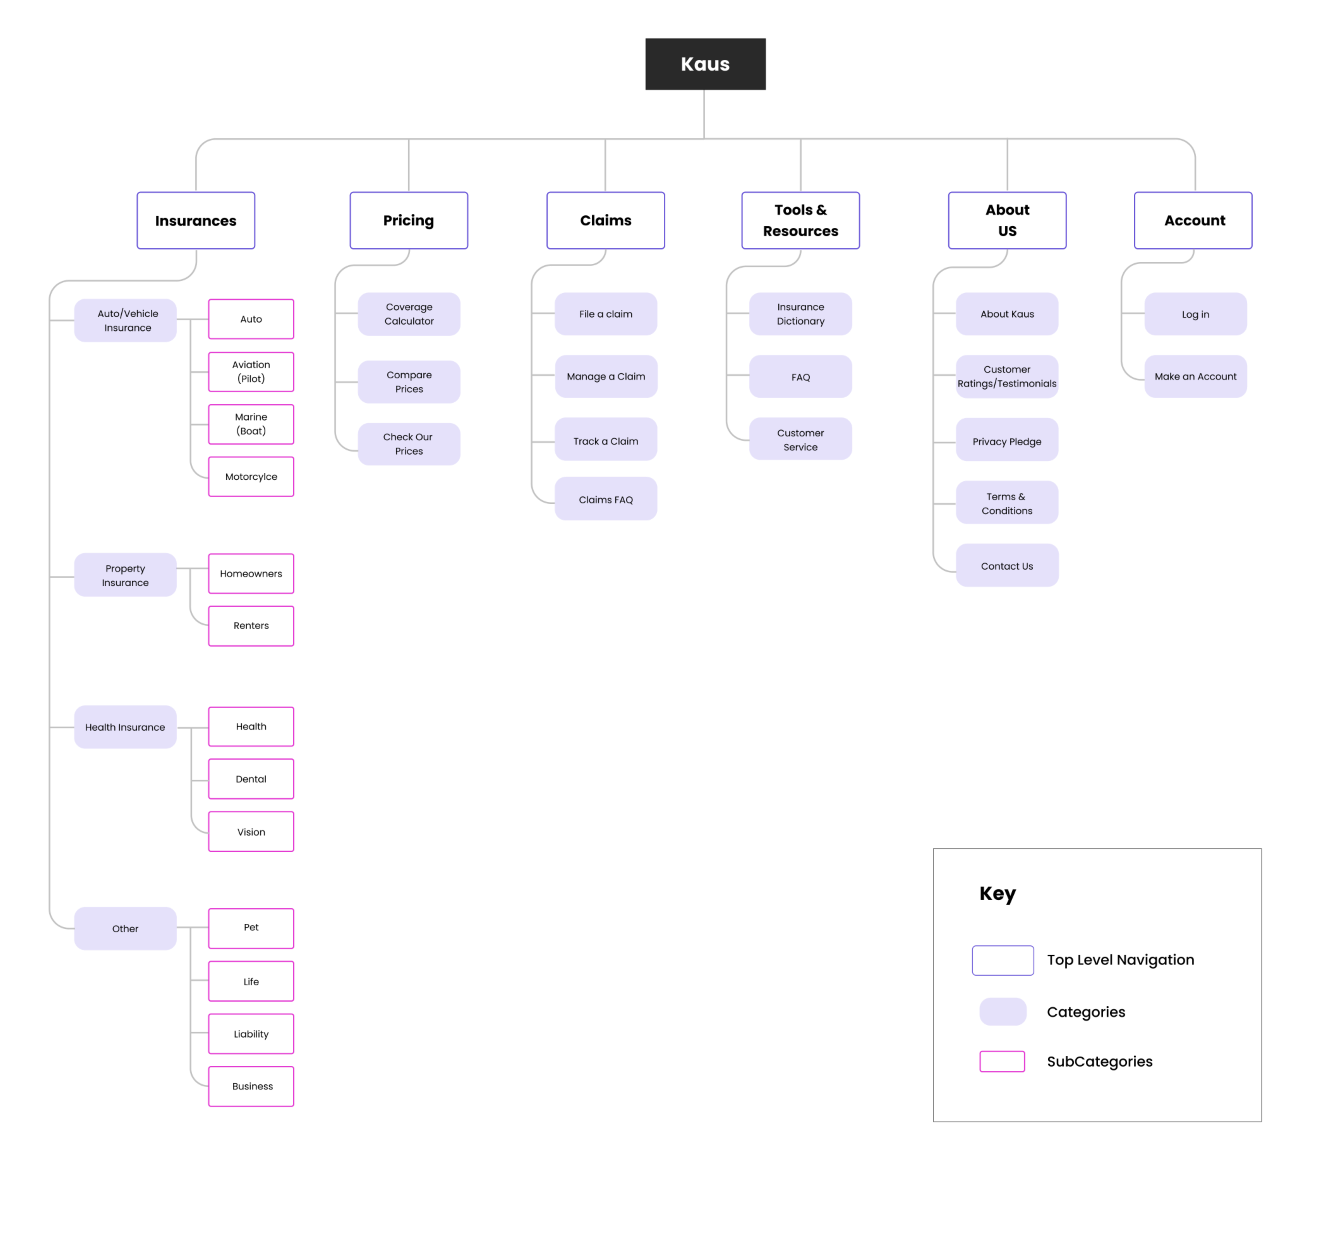 Kaus
Insurances
Pricing
Claims
Tools &
Resources
About
US
Account
Auto/Vehicle
Insurance
Auto
Aviation
(Pilot)
Marine
(Boat)
Motorcylce
Property
Insurance
Homeowners
Renters
Health Insurance
Health
Dental
Vision
Other
Pet
Life
Liability
Business
Coverage
Calculator
Compare
Prices
Check Our
Prices
File a claim
Manage a Claim
Track a Claim
Claims FAQ
Insurance
Dictionary
FAQ
Customer
Service
About Kaus
Customer
Ratings/Testimonials
Privacy Pledge
Terms &
Conditions
Contact Us
Log in
Make an Account
Key
Top Level Navigation
Categories
SubCategories